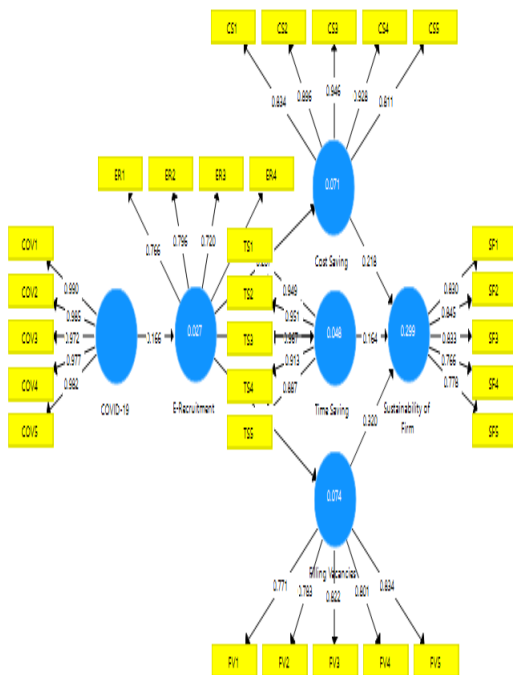 CS1 CS2 CS3 CS4 CS5
0.834 0.895 0.946 0.928 0.811
0.071
Cost Saving
ER1 ER2 ER3 ER4
0.766 0.796 0.720
COV1
COV2
COV3
COV4
COV5
0.990
0.985
0.972
0.977
0.982
COVID-19
0.166
0.027
E-Recruitment
TS1
TS2
TS3
TS4
TS5
0.949
0.951
0.913
0.887
0.048
Time Saving
0.218
0.164
0.320
0.299
Sustainability of
Firm
0.830
0.845
0.833
0.766
0.778
SF1
SF2
SF3
SF4
SF5
0.074
Filling Vacancies
0.771 0.783 0.822 0.801 0.834
FV1 FV2 FV3 FV4 FV5